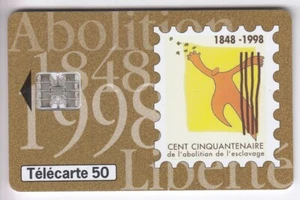 Abolition
1848
1998
Liberté
Télécarte 50
1848 - 1998
CENT CINQUANTENAIRE
de l'abolition de l'esclavage